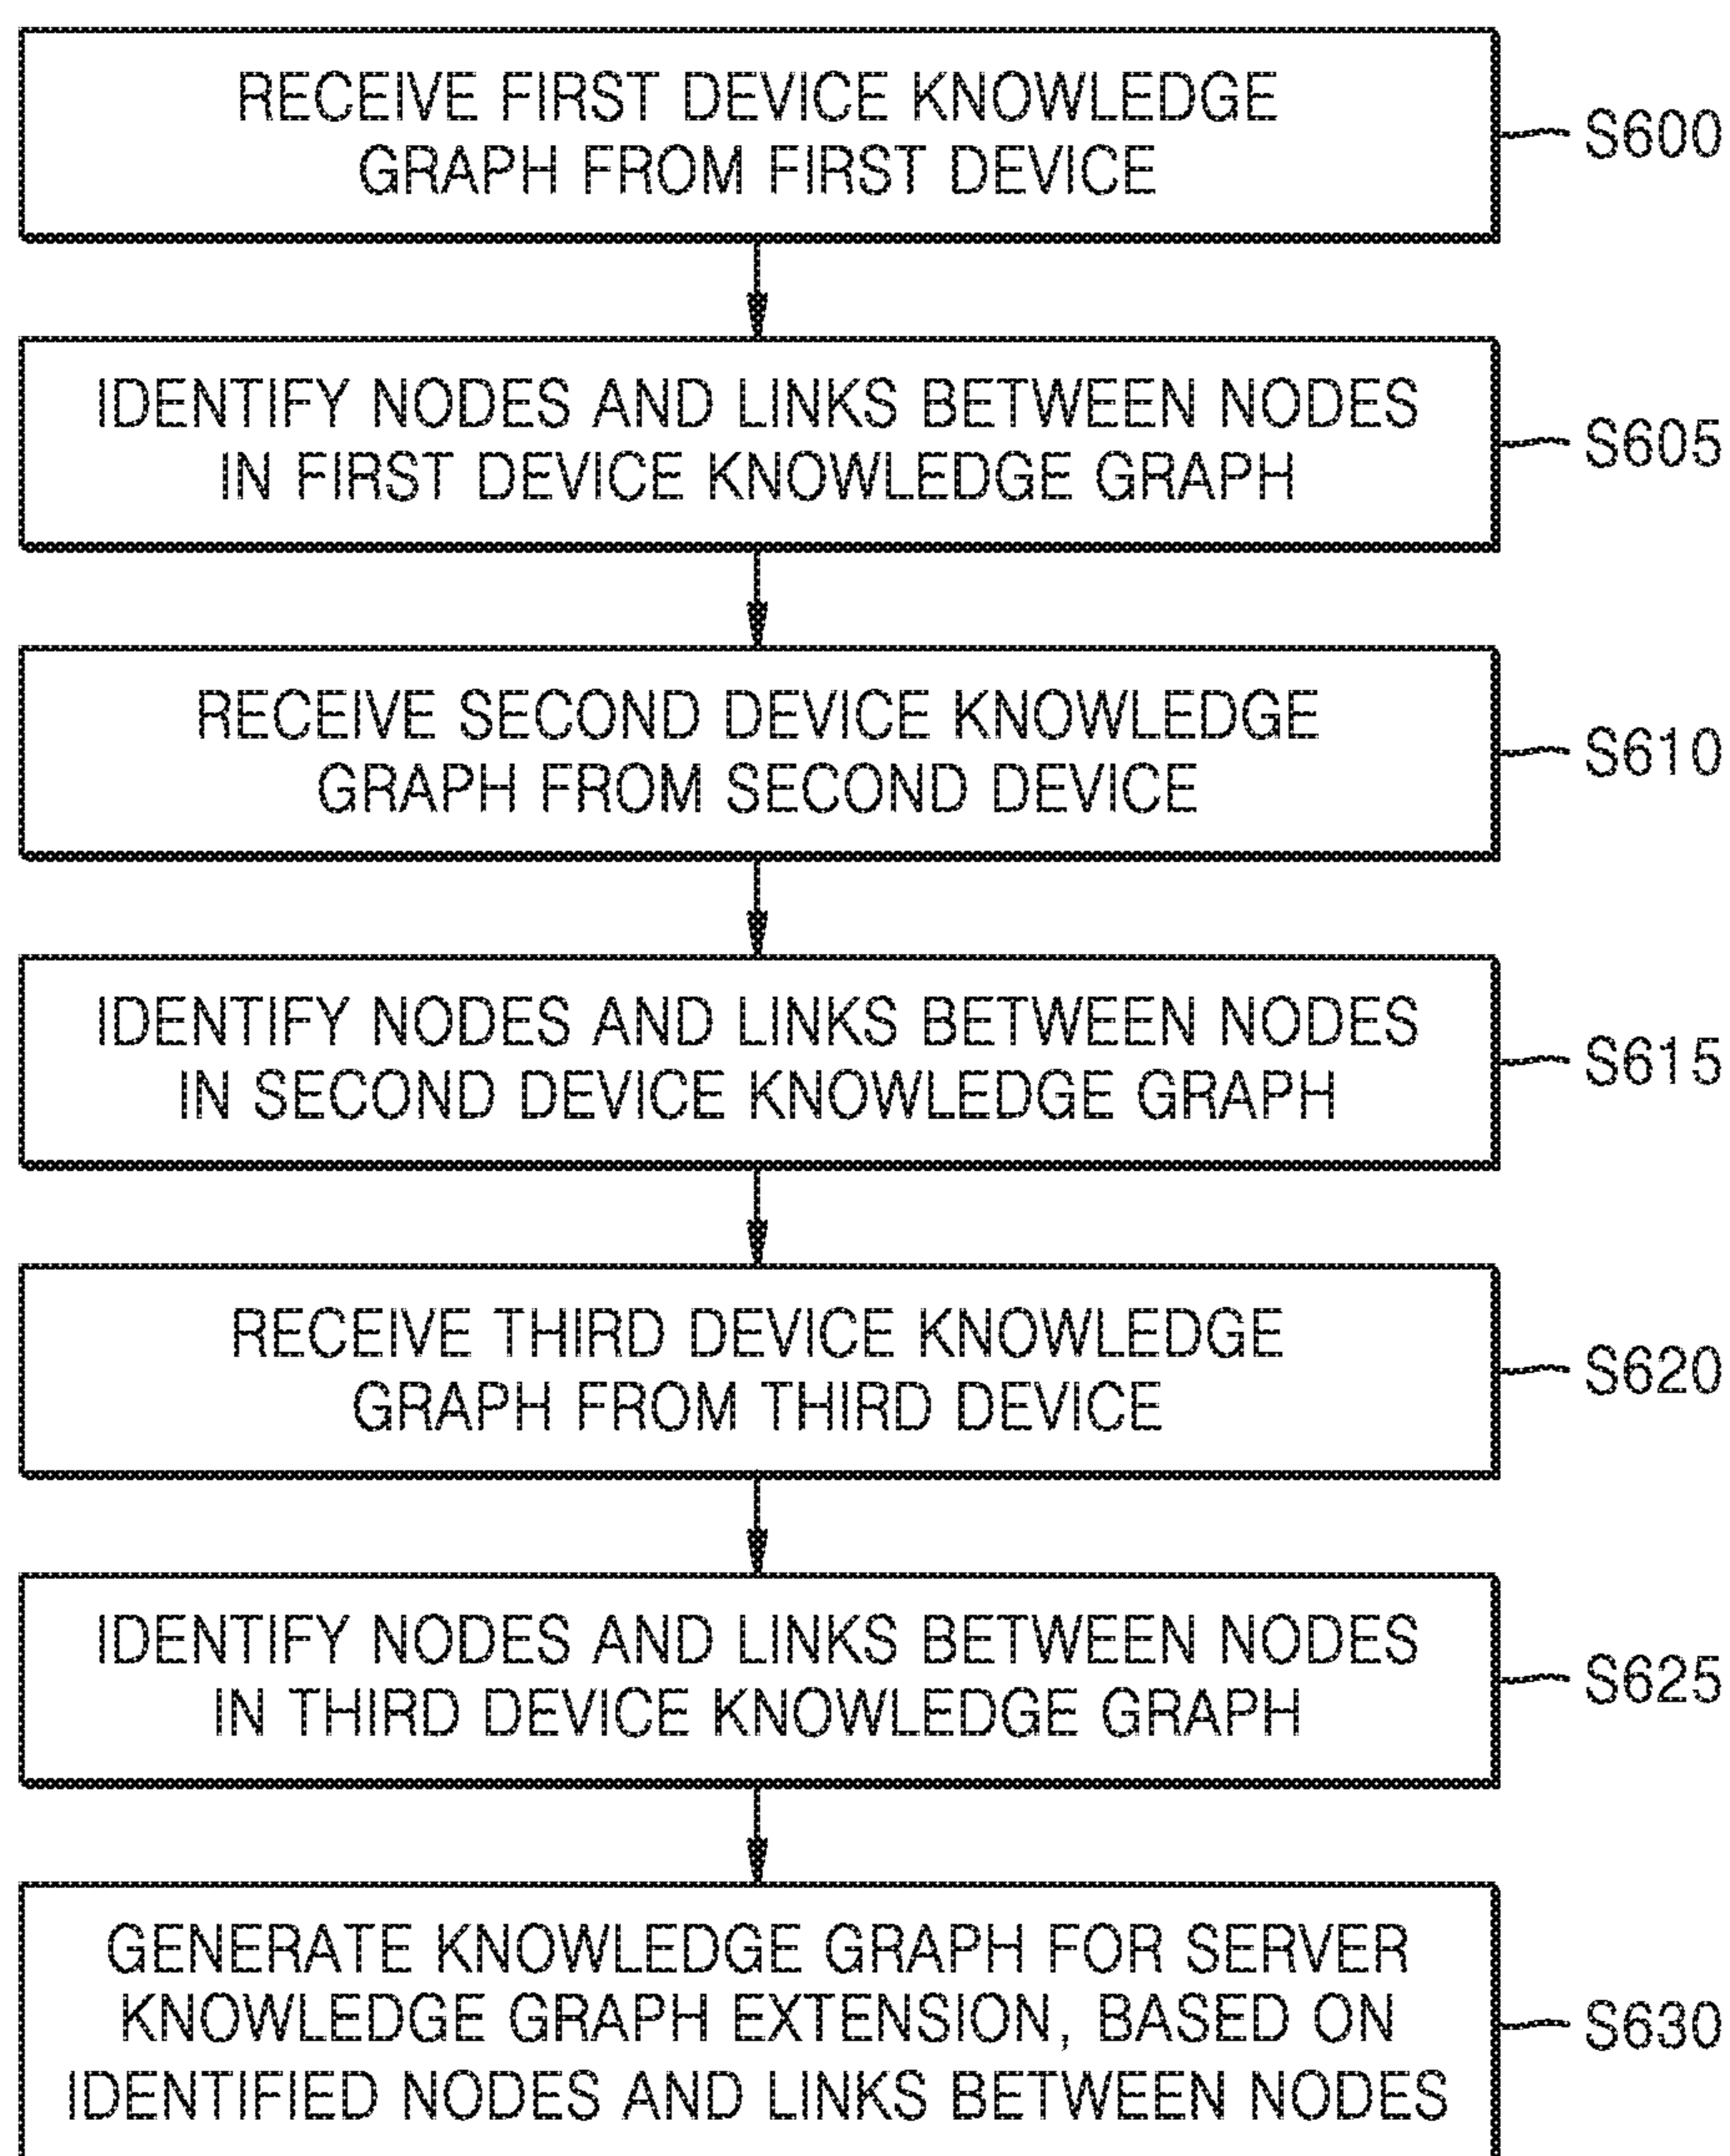 RECEIVE FIRST DEVICE KNOWLEDGE
GRAPH FROM FIRST DEVICE
S600
IDENTIFY NODES AND LINKS BETWEEN NODES
IN FIRST DEVICE KNOWLEDGE GRAPH
S605
RECEIVE SECOND DEVICE KNOWLEDGE
GRAPH FROM SECOND DEVICE
S610
IDENTIFY NODES AND LINKS BETWEEN NODES
IN SECOND DEVICE KNOWLEDGE GRAPH
S615
RECEIVE THIRD DEVICE KNOWLEDGE
GRAPH FROM THIRD DEVICE
S620
IDENTIFY NODES AND LINKS BETWEEN NODES
IN THIRD DEVICE KNOWLEDGE GRAPH
S625
GENERATE KNOWLEDGE GRAPH FOR SERVER
KNOWLEDGE GRAPH EXTENSION, BASED ON
IDENTIFIED NODES AND LINKS BETWEEN NODES
S630